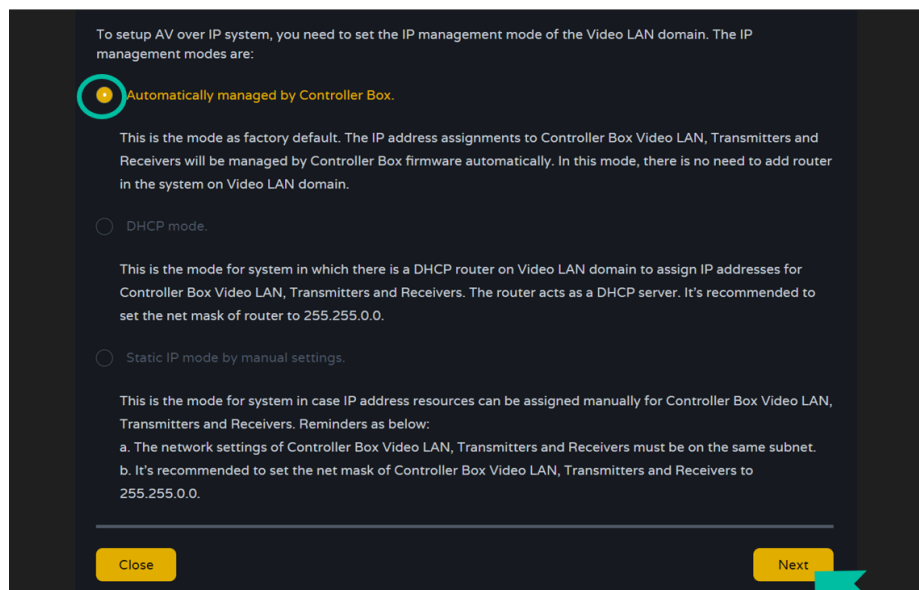 To setup AV over IP system, you need to set the IP management mode of the Video LAN domain. The IP
management modes are:
Automatically managed by Controller Box.
This is the mode as factory default. The IP address assignments to Controller Box Video LAN, Transmitters and
Receivers will be managed by Controller Box firmware automatically. In this mode, there is no need to add router
in the system on Video LAN domain.
DHCP mode.
This is the mode for system in which there is a DHCP router on Video LAN domain to assign IP addresses for
Controller Box Video LAN, Transmitters and Receivers. The router acts as a DHCP server. It's recommended to
set the net mask of router to 255.255.0.0.
Static IP mode by manual settings.
This is the mode for system in case IP address resources can be assigned manually for Controller Box Video LAN,
Transmitters and Receivers. Reminders as below:
a. The network settings of Controller Box Video LAN, Transmitters and Receivers must be on the same subnet.
b. It's recommended to set the net mask of Controller Box Video LAN, Transmitters and Receivers to
255.255.0.0.
Close
Next